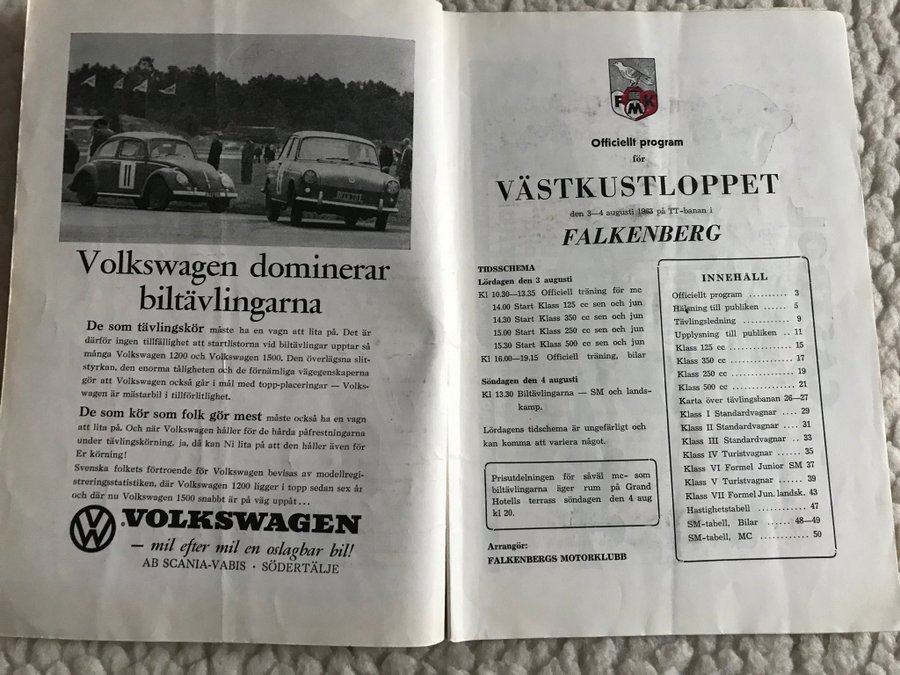 11
Volkswagen dominerar
biltävlingarna
De som tävlingskör måste ha en vagn att lita på. Det är
därför ingen tillfällighet att startlistorna vid biltävlingar upptar så
många Volkswagen 1200 och Volkswagen 1500. Den överlägsna slit-
styrkan, den enorma tåligheten och de förnämliga vägegenskaperna
gör att Volkswagen också går i mål med topp-placeringar — Volks-
wagen är mästarbil i tillförlitlighet.
De som kör som folk gör mest måste också ha en vagn
att lita på. Och när Volkswagen håller för de hårda påfrestningarna
under tävlingskörning, ja, då kan Ni lita på att den håller även för
Er körning!
Svenska folkets förtroende för Volkswagen bevisas av modellregi-
streringsstatistiken, där Volkswagen 1200 ligger i topp sedan sex år
och där nu Volkswagen 1500 snabbt är på väg uppåt...
VOLKSWAGEN
— mil efter mil en oslagbar bil!
AB SCANIA-VABIS · SÖDERTÄLJE
F M K
Officiellt program
för
VÄSTKUSTLOPPET
den 3—4 augusti 1963 på TT-banan i
FALKENBERG
TIDSSCHEMA
Lördagen den 3 augusti
Kl 10.30—13.35 Officiell träning för mc
14.00 Start Klass 125 cc sen och jun
14.30 Start Klass 350 cc sen och jun
15.00 Start Klass 250 cc sen och jun
15.30 Start Klass 500 cc sen och jun
Kl 16.00—19.15 Officiell träning, bilar
Söndagen den 4 augusti
Kl 13.30 Biltävlingarna — SM och lands-
kamp.
Lördagens tidschema är ungefärligt och
kan komma att variera något.
Prisutdelningen för såväl mc- som
biltävlingarna äger rum på Grand
Hotells terrass söndagen den 4 aug
kl 20.
Arrangör:
FALKENBERGS MOTORKLUBB
INNEHÅLL
Officiellt program .......... 3
Hälsning till publiken ...... 5
Tävlingsledning ............ 9
Upplysning till publiken .. 11
Klass 125 cc ................ 15
Klass 350 cc ................ 17
Klass 250 cc ................ 19
Klass 500 cc ................ 21
Karta över tävlingsbanan 26—27
Klass I Standardvagnar .... 29
Klass II Standardvagnar .... 31
Klass III Standardvagnar .. 33
Klass IV Turistvagnar ...... 35
Klass VI Formel Junior SM 37
Klass V Turistvagnar ...... 39
Klass VII Formel Jun. landsk. 43
Hastighetstabell ............ 47
SM-tabell, Bilar ...... 48—49
SM-tabell, MC ............ 50